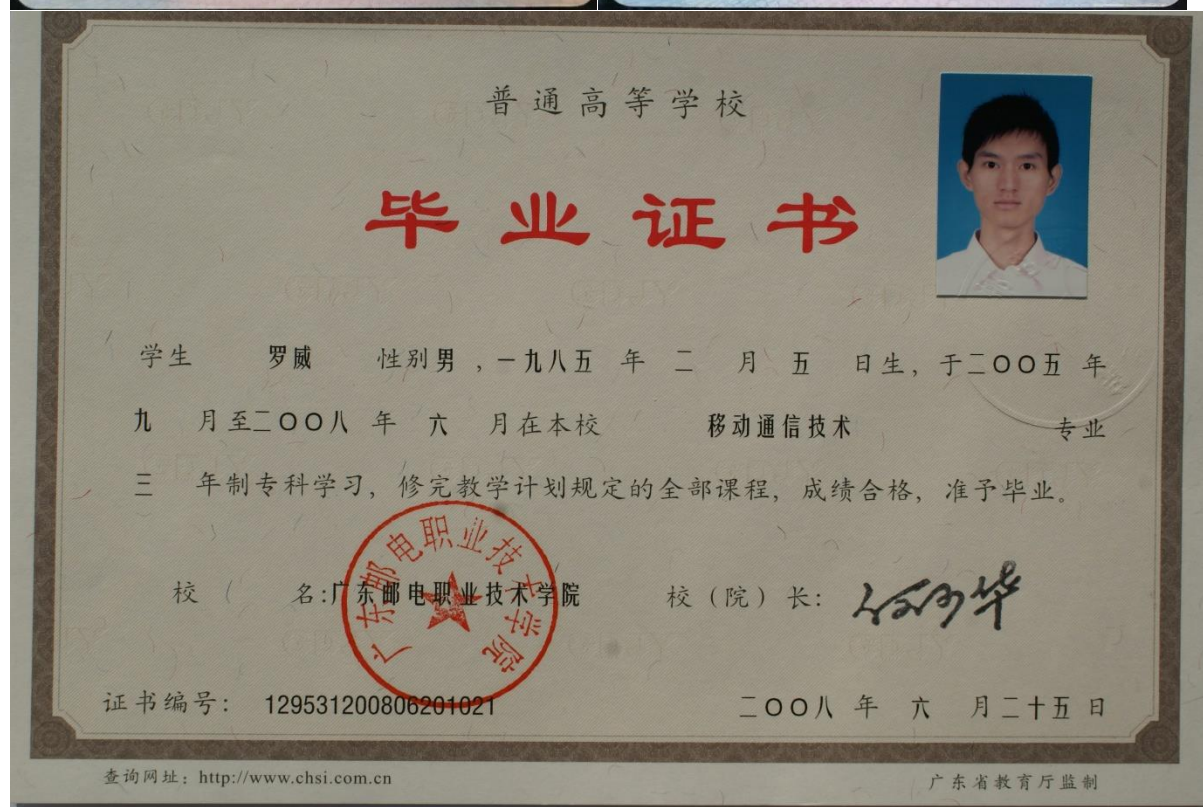 普通高等学校
毕业证书
学生 罗威 性别 男 ，一九八五 年 二 月 五 日生，于二〇〇五 年
九 月至二〇〇八 年 六 月在本校 移动通信技术 专业
三 年制专科学习，修完教学计划规定的全部课程，成绩合格，准予毕业。
校 名:广东邮电职业技术学院 校（院）长：
广东邮电职业技术学院
证书编号： 129531200806201021 二〇〇八 年 六 月二十五日
查询网址：http://www.chsi.com.cn 广东省教育厅监制